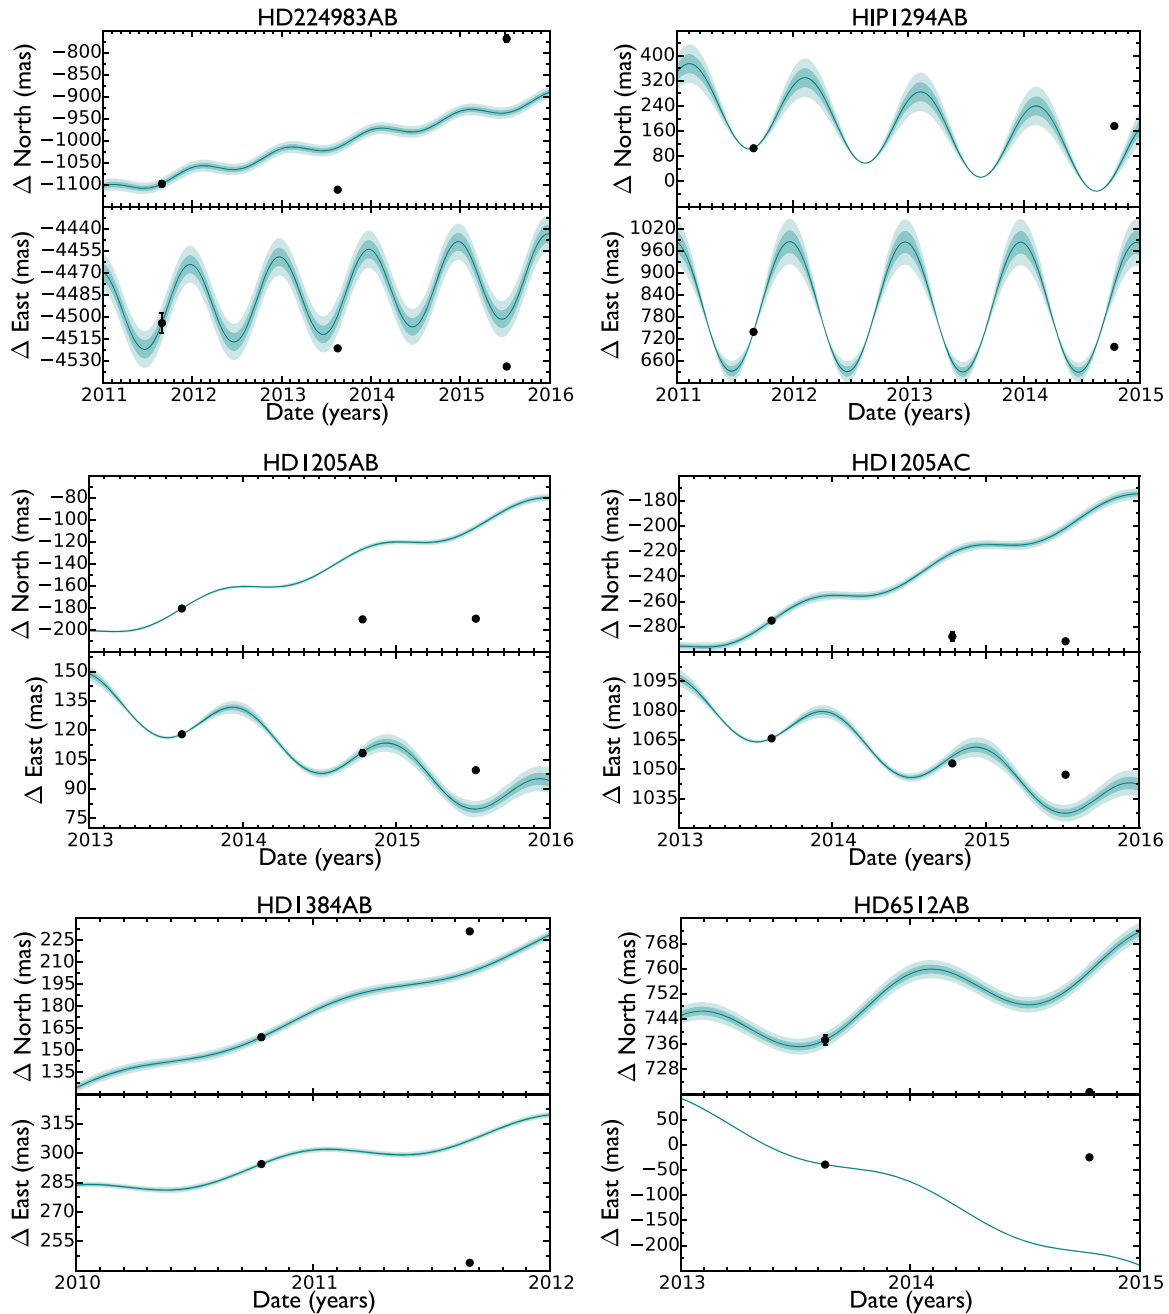 HD224983AB
Δ North (mas)
−800
−850
−900
−950
−1000
−1050
−1100
Δ East (mas)
−4440
−4455
−4470
−4485
−4500
−4515
−4530
2011 2012 2013 2014 2015 2016
Date (years)
HIP1294AB
Δ North (mas)
400
320
240
160
80
0
Δ East (mas)
1020
960
900
840
780
720
660
2011 2012 2013 2014 2015
Date (years)
HD1205AB
Δ North (mas)
−80
−100
−120
−140
−160
−180
−200
Δ East (mas)
150
135
120
105
90
75
2013 2014 2015 2016
Date (years)
HD1205AC
Δ North (mas)
−180
−200
−220
−240
−260
−280
Δ East (mas)
1095
1080
1065
1050
1035
2013 2014 2015 2016
Date (years)
HD1384AB
Δ North (mas)
225
210
195
180
165
150
135
Δ East (mas)
315
300
285
270
255
2010 2011 2012
Date (years)
HD6512AB
Δ North (mas)
768
760
752
744
736
728
Δ East (mas)
50
0
−50
−100
−150
−200
2013 2014 2015
Date (years)